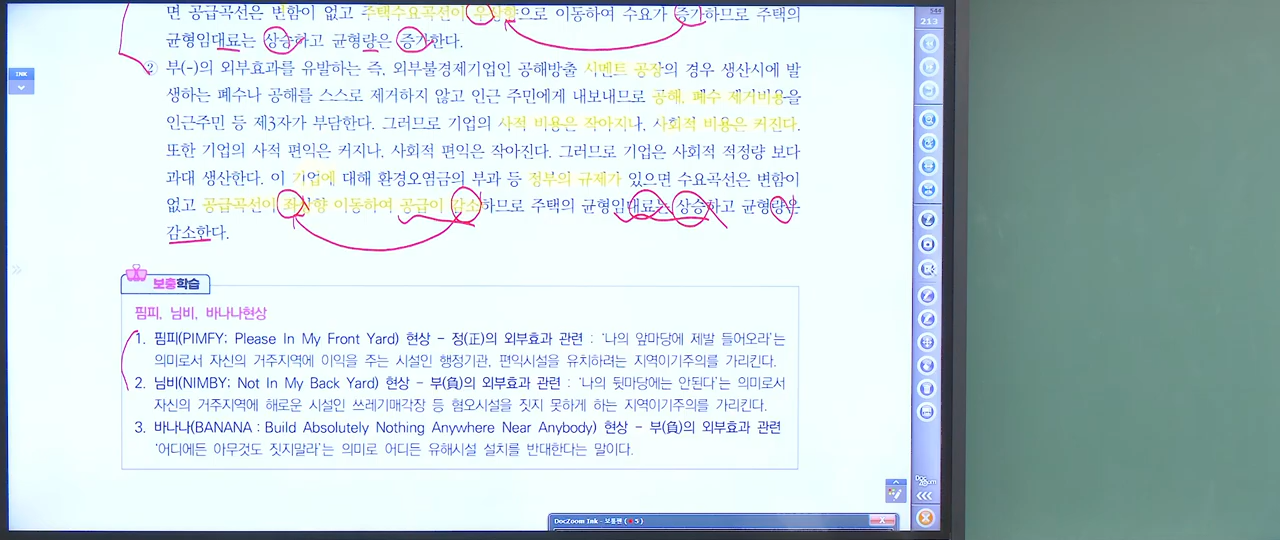 면 공급곡선은 변함이 없고 주택수요곡선이 우상향으로 이동하여 수요가 증가하므로 주택의
균형임대료는 상승하고 균형량은 증가한다.
② 부(-)의 외부효과를 유발하는 즉, 외부불경제기업인 공해방출 시멘트 공장의 경우 생산시에 발
생하는 폐수나 공해를 스스로 제거하지 않고 인근 주민에게 내보내므로 공해, 폐수 제거비용을
인근주민 등 제3자가 부담한다. 그러므로 기업의 사적 비용은 작아지나, 사회적 비용은 커진다.
또한 기업의 사적 편익은 커지나, 사회적 편익은 작아진다. 그러므로 기업은 사회적 적정량 보다
과대 생산한다. 이 기업에 대해 환경오염금의 부과 등 정부의 규제가 있으면 수요곡선은 변함이
없고 공급곡선이 좌상향 이동하여 공급이 감소하므로 주택의 균형임대료는 상승하고 균형량은
감소한다.
보충학습
핌피, 님비, 바나나현상
1. 핌피(PIMFY; Please In My Front Yard) 현상 - 정(正)의 외부효과 관련 : '나의 앞마당에 제발 들어오라'는
의미로서 자신의 거주지역에 이익을 주는 시설인 행정기관, 편익시설을 유치하려는 지역이기주의를 가리킨다.
2. 님비(NIMBY; Not In My Back Yard) 현상 - 부(負)의 외부효과 관련 : '나의 뒷마당에는 안된다'는 의미로서
자신의 거주지역에 해로운 시설인 쓰레기매각장 등 혐오시설을 짓지 못하게 하는 지역이기주의를 가리킨다.
3. 바나나(BANANA : Build Absolutely Nothing Anywhere Near Anybody) 현상 - 부(負)의 외부효과 관련
'어디에든 아무것도 짓지말라'는 의미로 어디든 유해시설 설치를 반대한다는 말이다.
INK
544
213
DocZoom
DocZoom Ink - 보통펜 ( 5 )